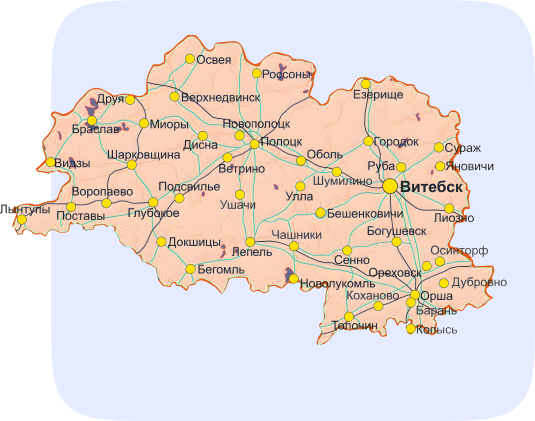 Освея
Россоны
Друя
Верхнедвинск
Езерище
Браслав
Миоры
Новополоцк
Дисна
Полоцк
Городок
Сураж
Видзы
Шарковщина
Ветрино
Оболь
Руба
Яновичи
Шумилино
Витебск
Воропаево
Подсвилье
Лынтупы
Поставы
Глубокое
Ушачи
Улла
Бешенковичи
Лиозно
Докшицы
Лепель
Чашники
Богушевск
Осинторф
Сенно
Бегомль
Ореховск
Новолукомль
Дубровно
Коханово
Орша
Барань
Толочин
Копысь